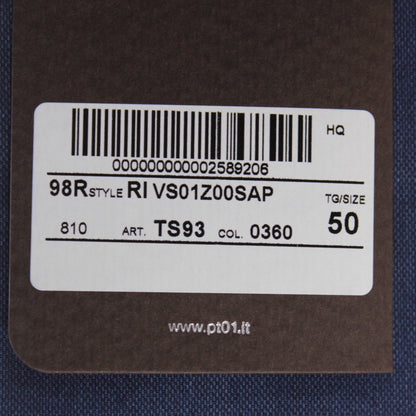 HQ
000000000002589206
98R STYLE RI VS01Z00SAP TG/SIZE
810 ART. TS93 COL. 0360 50
www.pt01.it